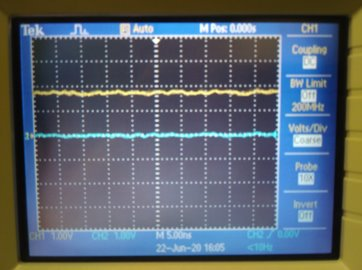 Tek Auto M Pos: 0.000s CH1
Coupling
DC
BW Limit
Off
200MHz
Volts/Div
Coarse
Probe
10X
Invert
Off
CH1 1.00V CH2 1.00V M 5.00ns CH2 / 0.00V
22-Jun-20 16:05 <10Hz